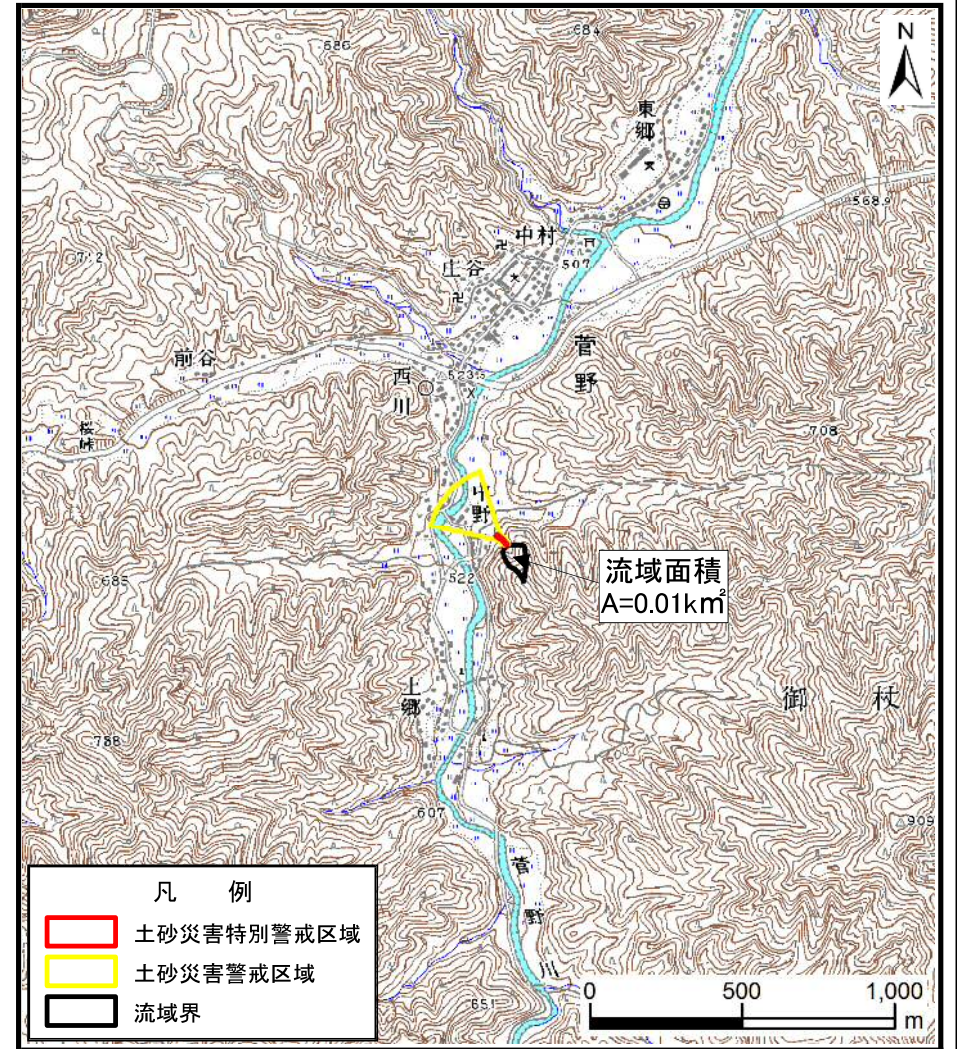 N
686
684
東郷
568.9
中村
507
土谷
712
前谷
西川
523.5
菅野
桜峠
600
708
中野
流域面積
A=0.01km²
522
685
上郷
御杖
788
607
909
菅野川
651
凡 例
土砂災害特別警戒区域
土砂災害警戒区域
流域界
0 500 1,000
m